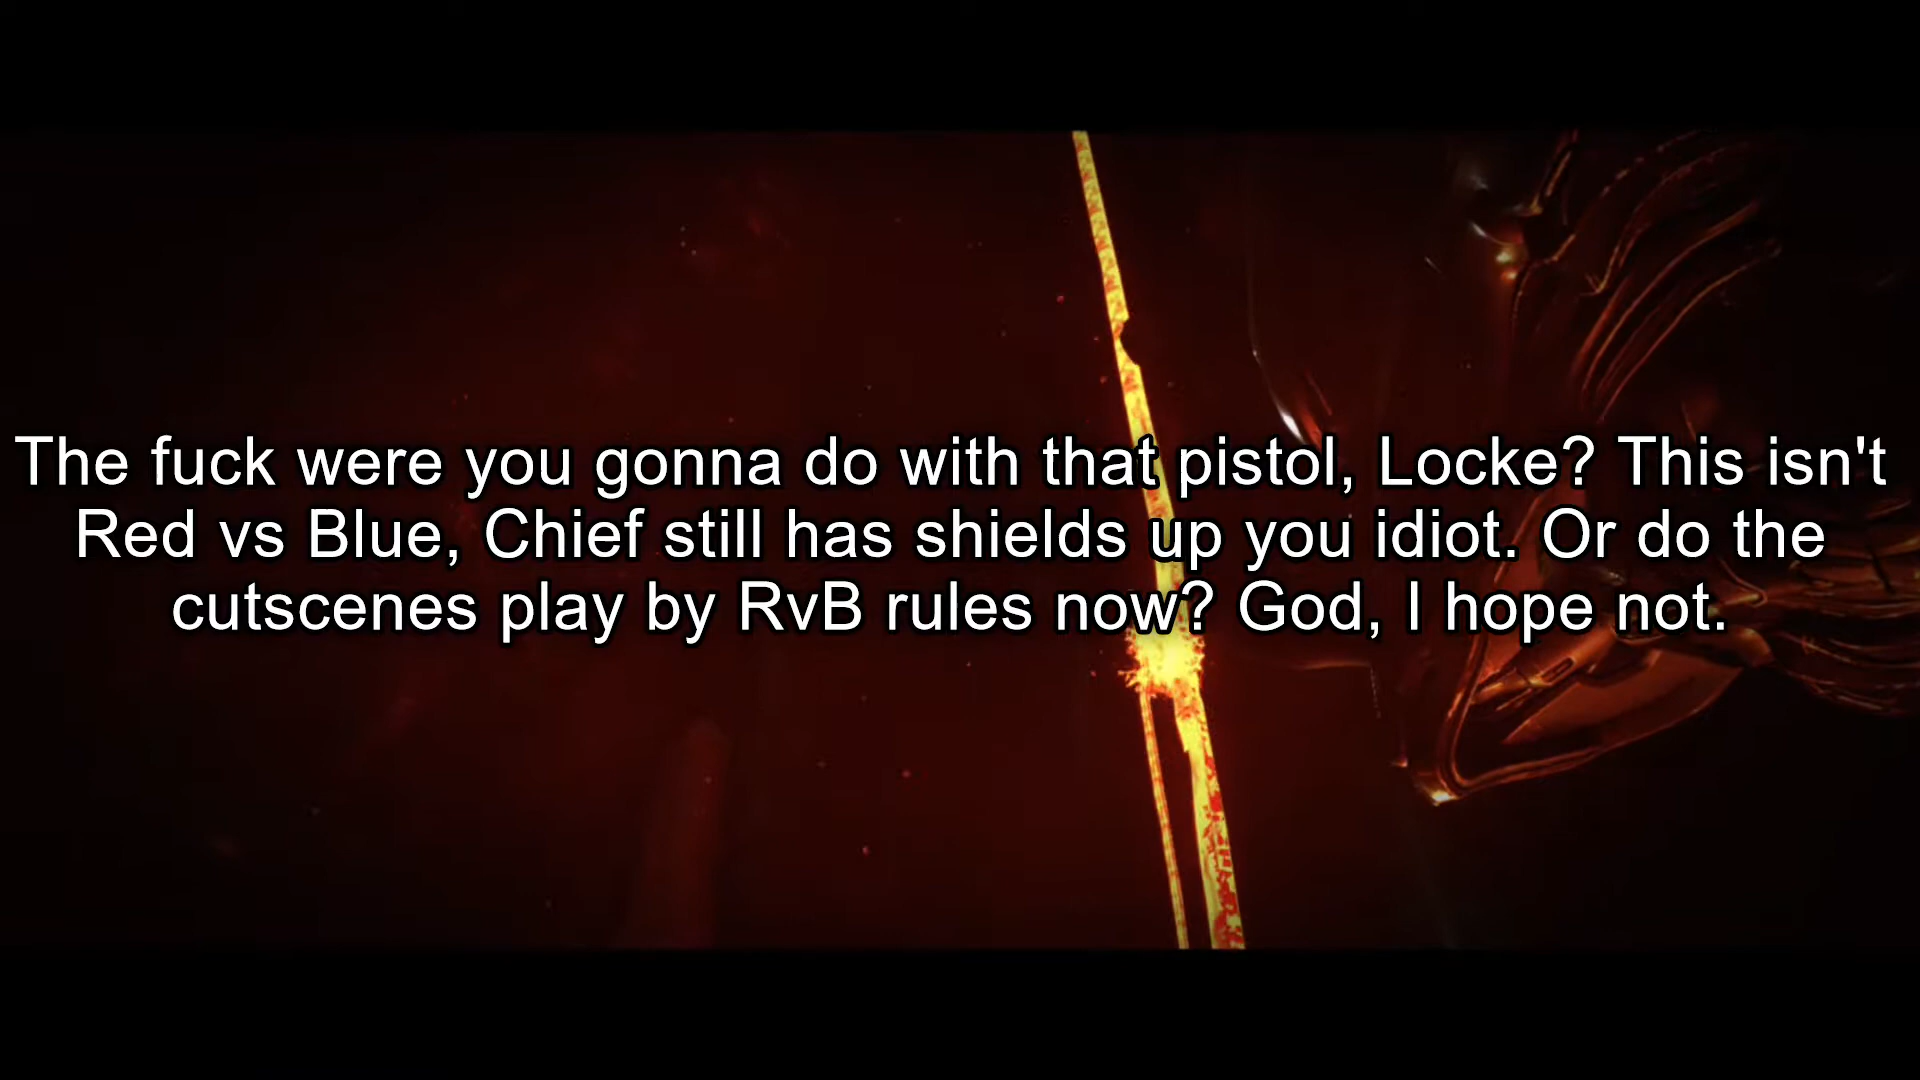 The fuck were you gonna do with that pistol, Locke? This isn't
Red vs Blue, Chief still has shields up you idiot. Or do the
cutscenes play by RvB rules now? God, I hope not.